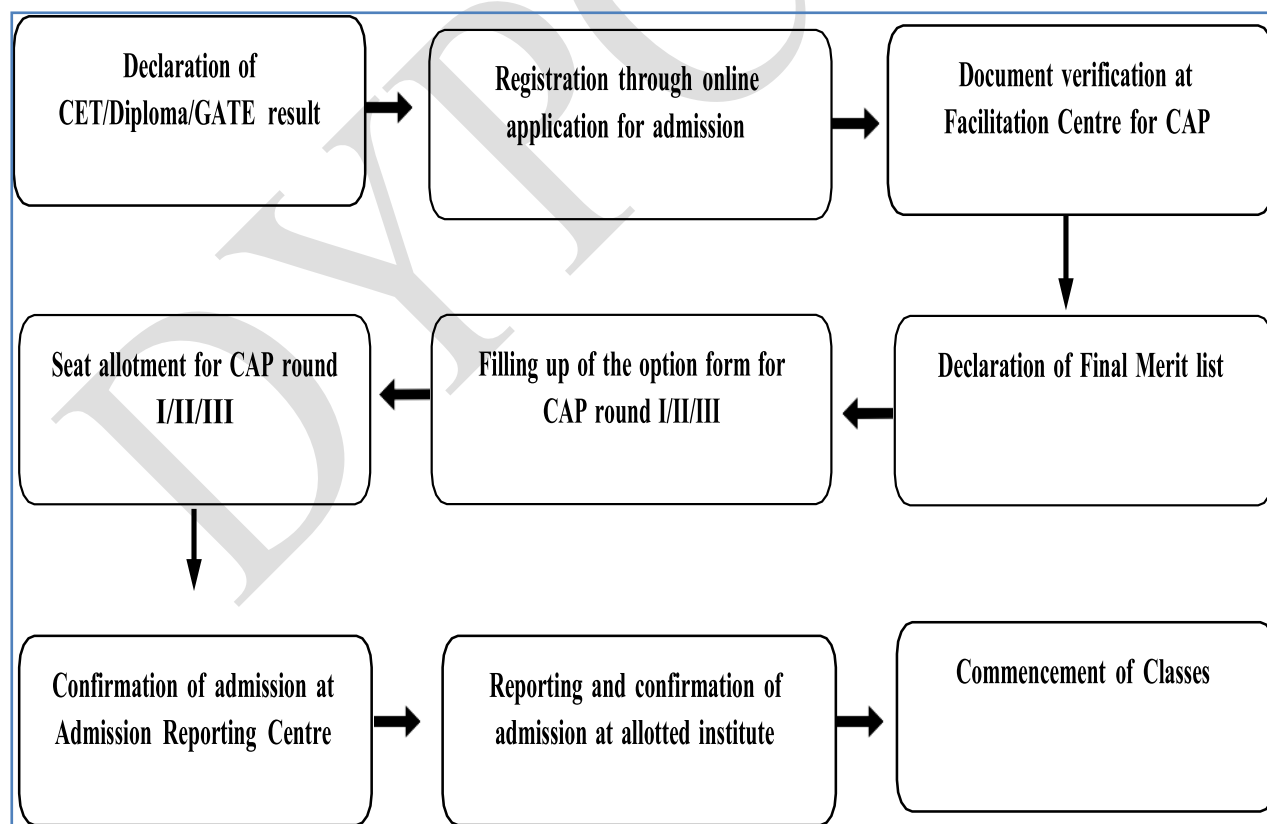 Declaration of
CET/Diploma/GATE result
Registration through online
application for admission
Document verification at
Facilitation Centre for CAP
Declaration of Final Merit list
Filling up of the option form for
CAP round I/II/III
Seat allotment for CAP round
I/II/III
Confirmation of admission at
Admission Reporting Centre
Reporting and confirmation of
admission at allotted institute
Commencement of Classes
DYPC